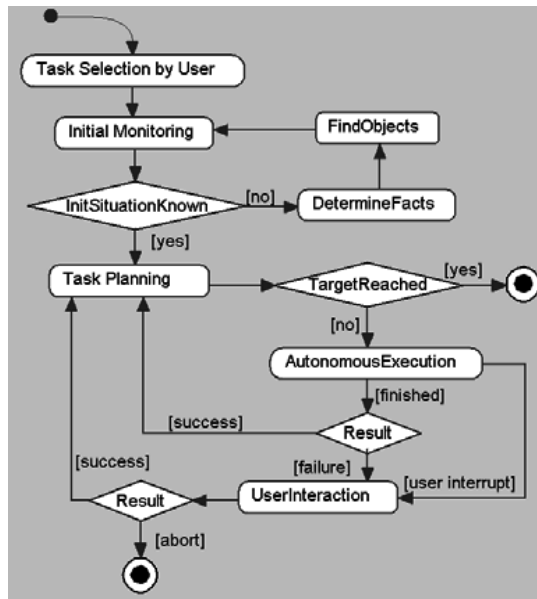 Task Selection by User
Initial Monitoring
FindObjects
InitSituationKnown
[no]
DetermineFacts
[yes]
Task Planning
TargetReached
[yes]
[no]
AutonomousExecution
[finished]
[success]
Result
[success]
[failure]
[user interrupt]
Result
UserInteraction
[abort]